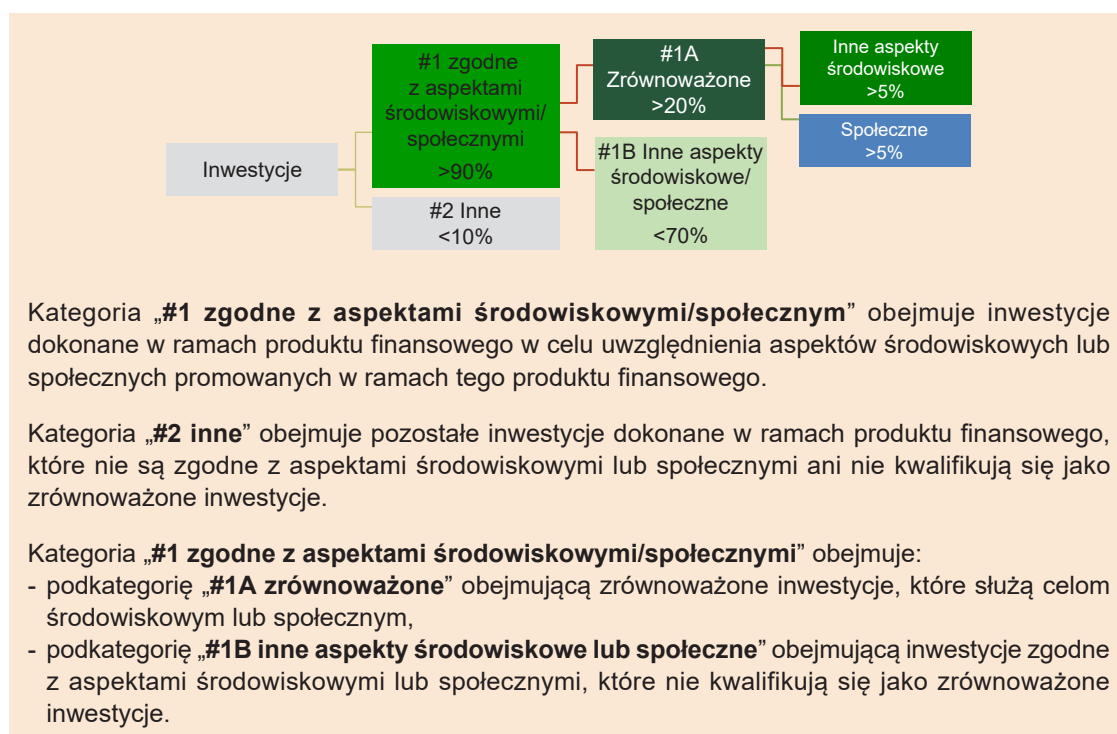 Inwestycje
#1 zgodne
z aspektami
środowiskowymi/
społecznymi
>90%
#2 Inne
<10%
#1A
Zrównoważone
>20%
#1B Inne aspekty
środowiskowe/
społeczne
<70%
Inne aspekty
środowiskowe
>5%
Społeczne
>5%
Kategoria „#1 zgodne z aspektami środowiskowymi/społecznym” obejmuje inwestycje
dokonane w ramach produktu finansowego w celu uwzględnienia aspektów środowiskowych lub
społecznych promowanych w ramach tego produktu finansowego.
Kategoria „#2 inne” obejmuje pozostałe inwestycje dokonane w ramach produktu finansowego,
które nie są zgodne z aspektami środowiskowymi lub społecznymi ani nie kwalifikują się jako
zrównoważone inwestycje.
Kategoria „#1 zgodne z aspektami środowiskowymi/społecznymi” obejmuje:
- podkategorię „#1A zrównoważone” obejmującą zrównoważone inwestycje, które służą celom
środowiskowym lub społecznym,
- podkategorię „#1B inne aspekty środowiskowe lub społeczne” obejmującą inwestycje zgodne
z aspektami środowiskowymi lub społecznymi, które nie kwalifikują się jako zrównoważone
inwestycje.